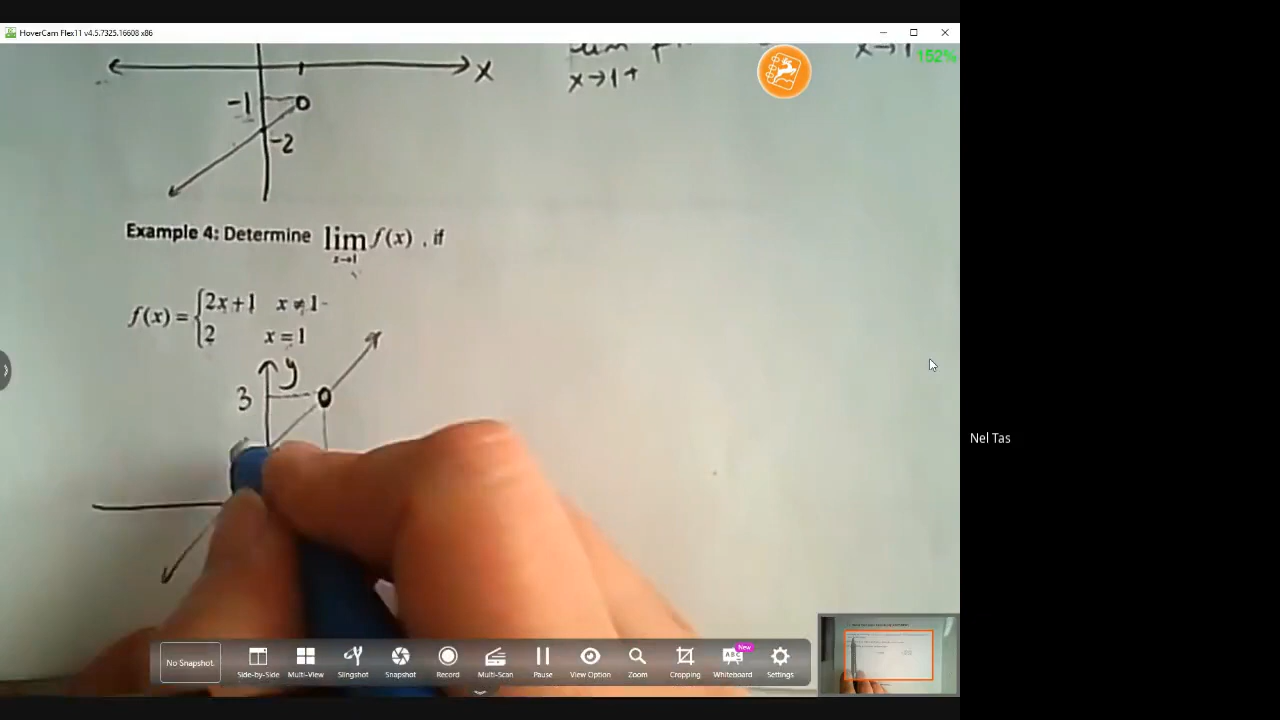 HoverCam Flex11 v4.5.7325.16608 x86
152%
x
x→1+
x→1
-1
-2
Example 4: Determine lim f(x) , if
x→1
f(x) = { 2x+1 x ≠ 1
2 x = 1
y
3
Nel Tas
No Snapshot
Side-by-Side Multi-View Slingshot Snapshot Record Multi-Scan Pause View Option Zoom Cropping Whiteboard Settings
ABC
New